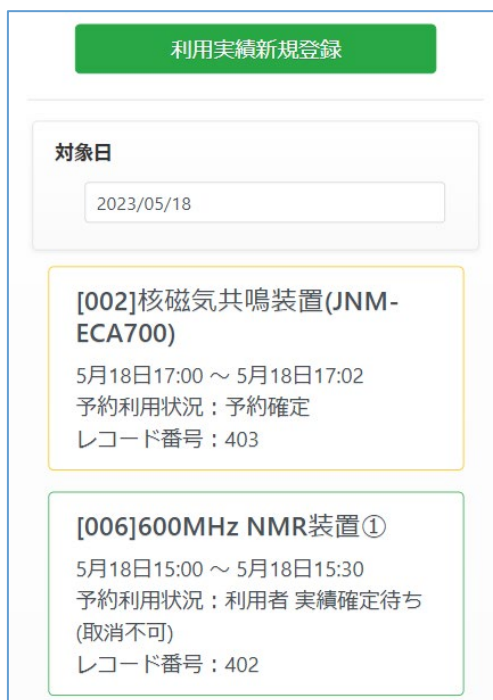 利用実績新規登録
対象日
2023/05/18
[002]核磁気共鳴装置(JNM-
ECA700)
5月18日17:00 ～ 5月18日17:02
予約利用状況：予約確定
レコード番号：403
[006]600MHz NMR装置①
5月18日15:00 ～ 5月18日15:30
予約利用状況：利用者 実績確定待ち
(取消不可)
レコード番号：402